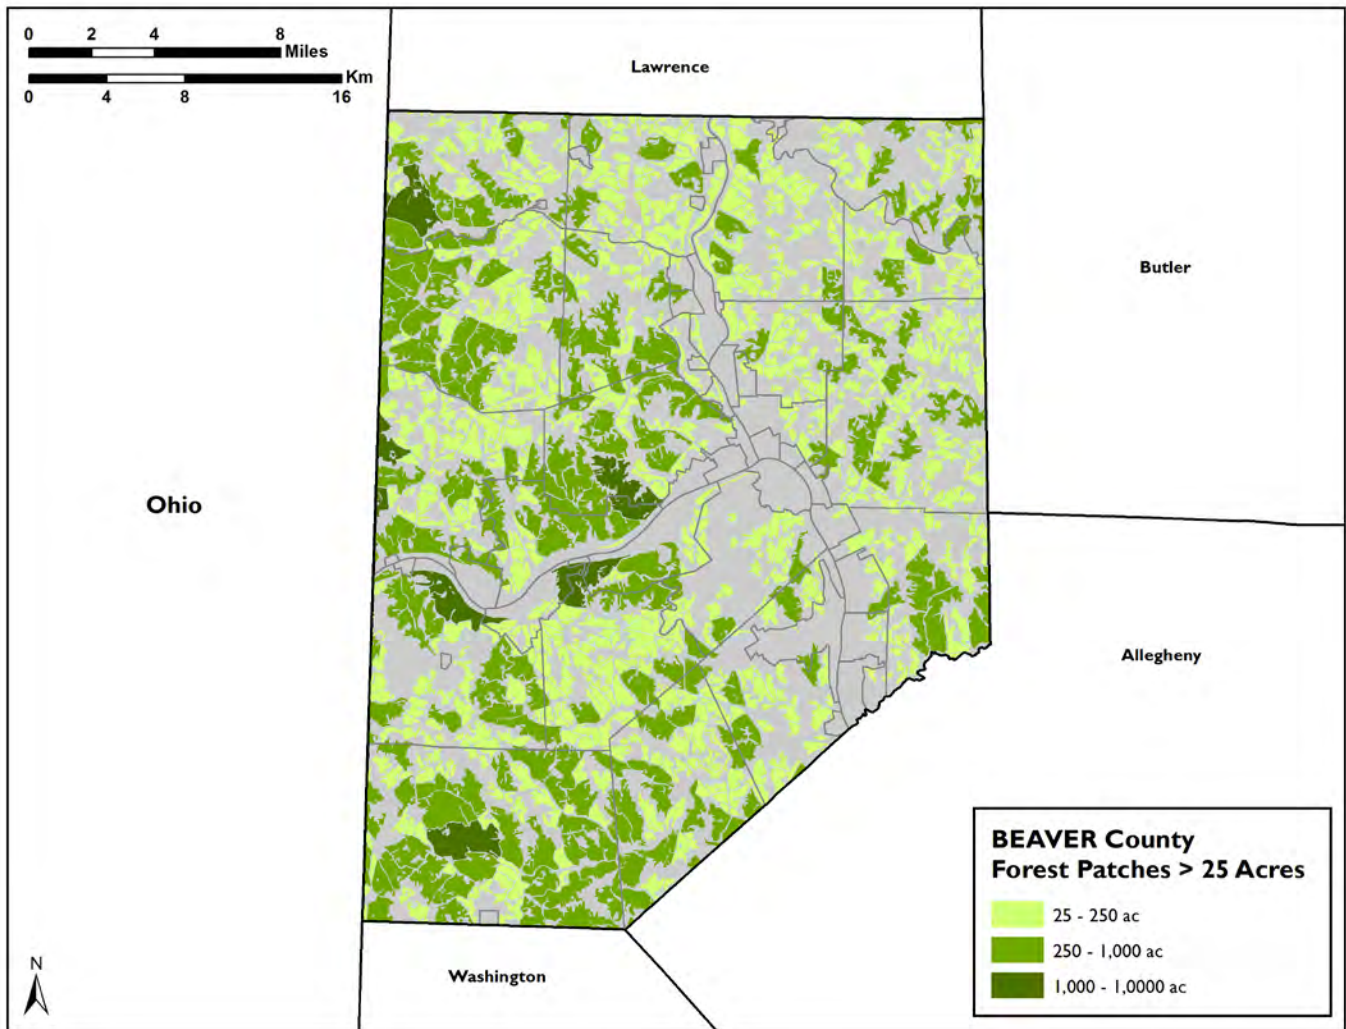 0 2 4 8
Miles
Km
0 4 8 16
Lawrence
Butler
Ohio
Allegheny
Washington
N
BEAVER County
Forest Patches > 25 Acres
25 - 250 ac
250 - 1,000 ac
1,000 - 1,0000 ac